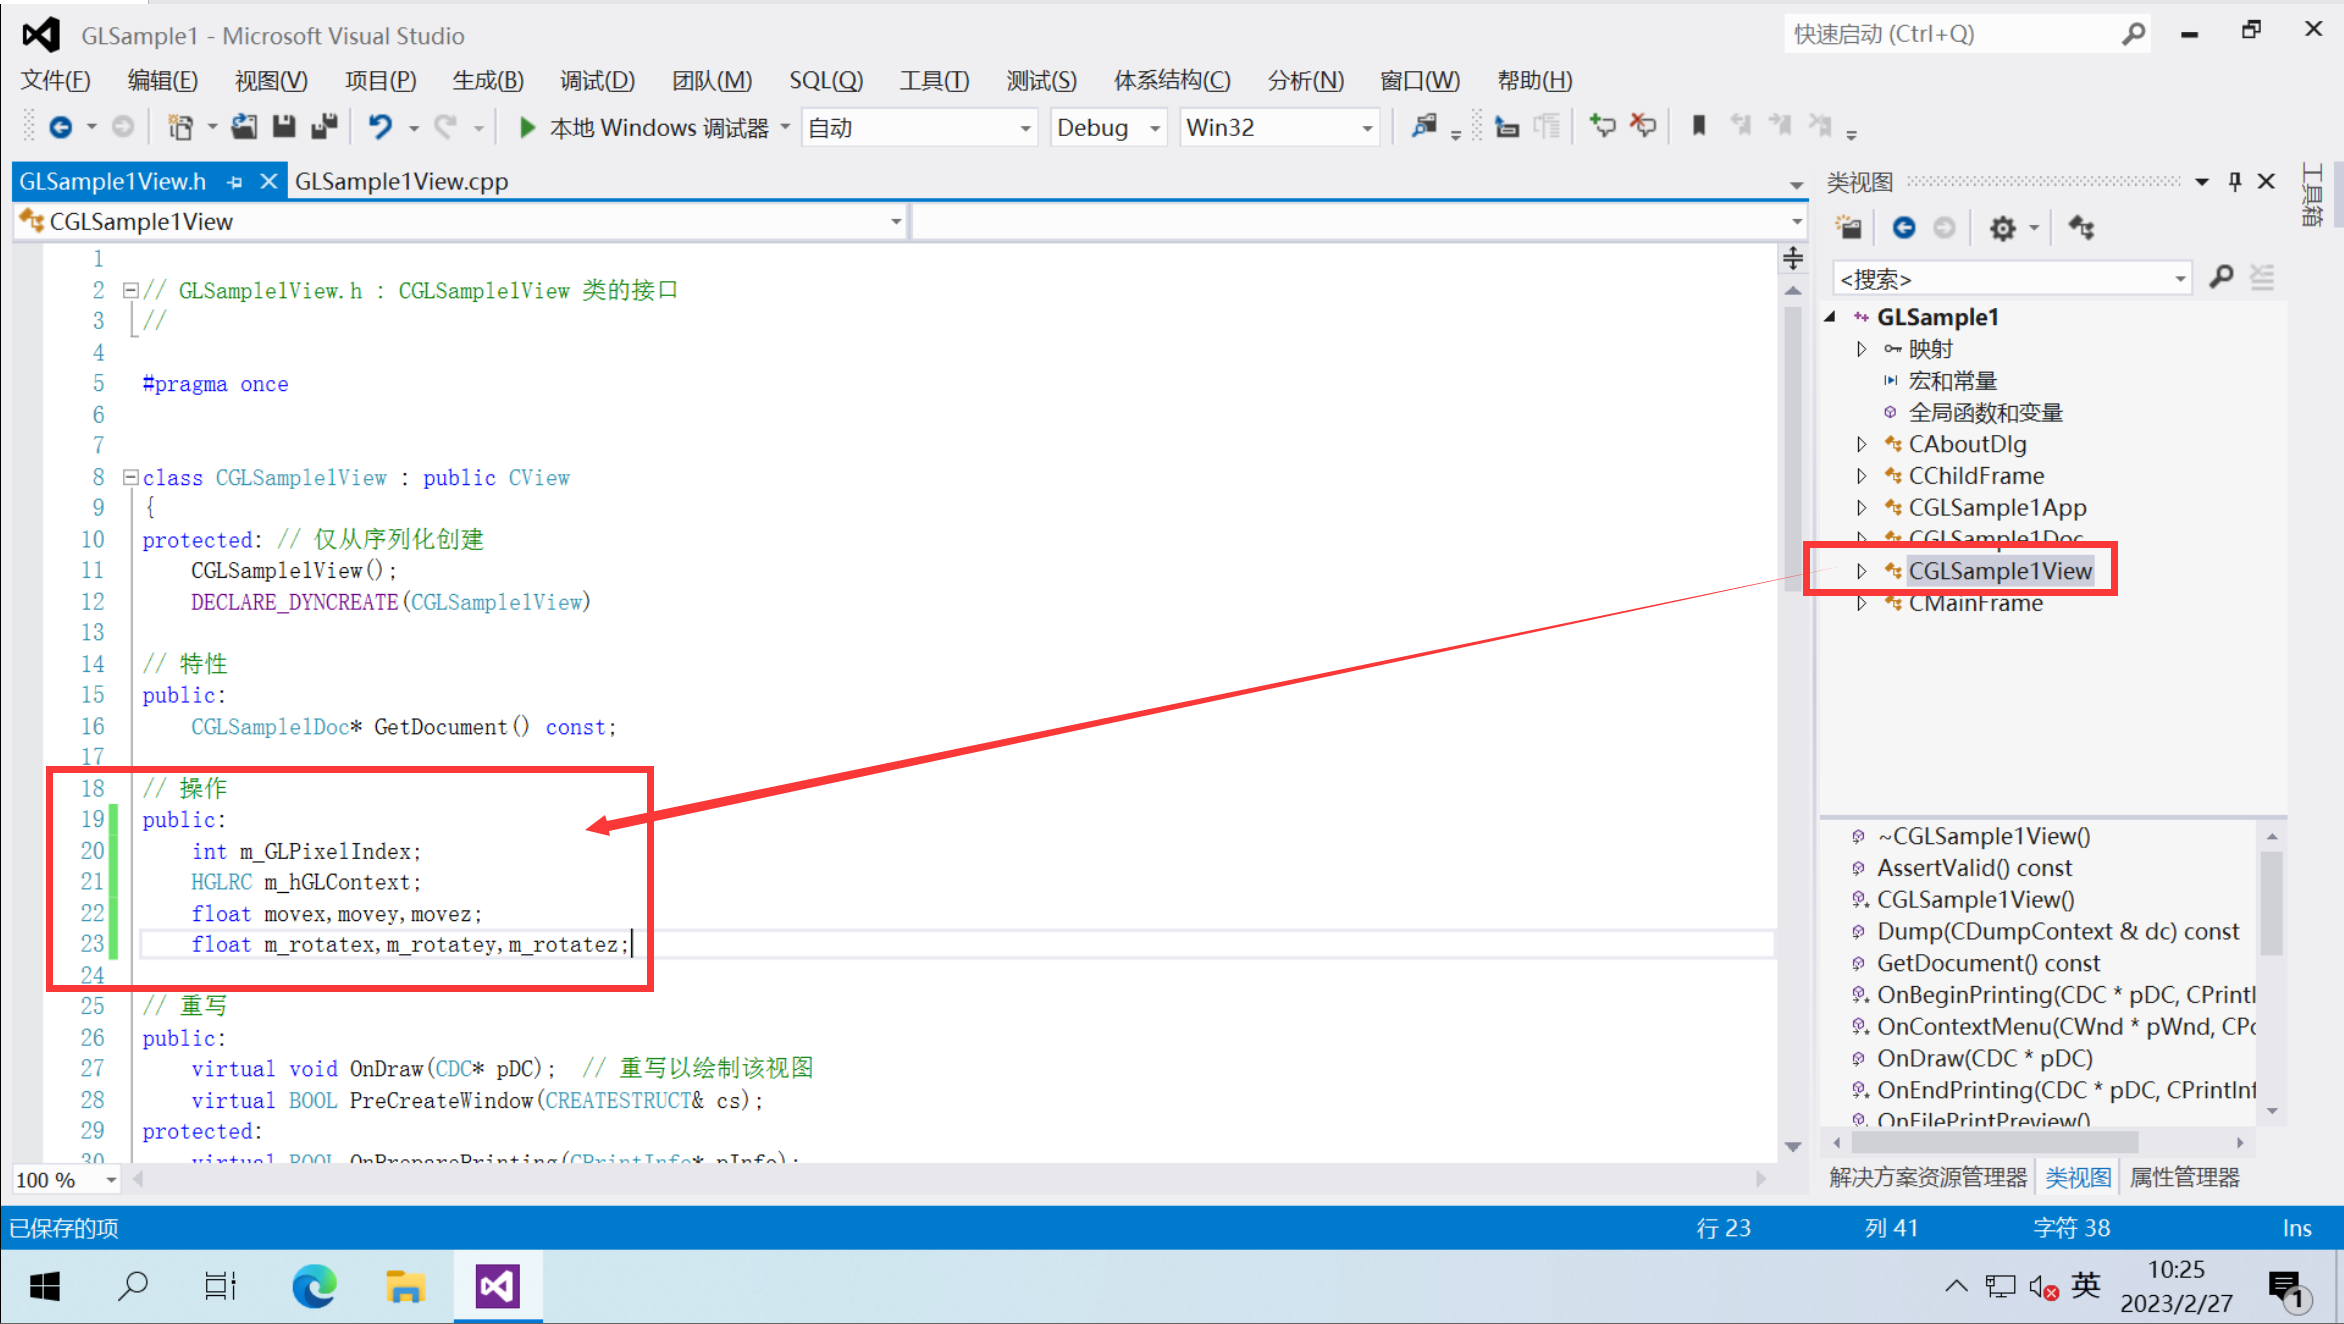 GLSample1 - Microsoft Visual Studio
快速启动 (Ctrl+Q)
文件(F) 编辑(E) 视图(V) 项目(P) 生成(B) 调试(D) 团队(M) SQL(Q) 工具(T) 测试(S) 体系结构(C) 分析(N) 窗口(W) 帮助(H)
本地 Windows 调试器 自动 Debug Win32
GLSample1View.h GLSample1View.cpp
CGLSample1View
1
2 // GLSample1View.h : CGLSample1View 类的接口
3 //
4
5 #pragma once
6
7
8 class CGLSample1View : public CView
9 {
10 protected: // 仅从序列化创建
11 CGLSample1View();
12 DECLARE_DYNCREATE(CGLSample1View)
13
14 // 特性
15 public:
16 CGLSample1Doc* GetDocument() const;
17
18 // 操作
19 public:
20 int m_GLPixelIndex;
21 HGLRC m_hGLContext;
22 float movex,movey,movez;
23 float m_rotatex,m_rotatey,m_rotatez;
24
25 // 重写
26 public:
27 virtual void OnDraw(CDC* pDC); // 重写以绘制该视图
28 virtual BOOL PreCreateWindow(CREATESTRUCT& cs);
29 protected:
30 virtual BOOL OnPreparePrinting(CPrintInfo* pInfo);
100 %
类视图
工具箱
<搜索>
GLSample1
映射
宏和常量
全局函数和变量
CAboutDlg
CChildFrame
CGLSample1App
CGLSample1Doc
CGLSample1View
CMainFrame
~CGLSample1View()
AssertValid() const
CGLSample1View()
Dump(CDumpContext & dc) const
GetDocument() const
OnBeginPrinting(CDC * pDC, CPrintI
OnContextMenu(CWnd * pWnd, CPo
OnDraw(CDC * pDC)
OnEndPrinting(CDC * pDC, CPrintInf
OnFilePrintPreview()
解决方案资源管理器 类视图 属性管理器
已保存的项 行 23 列 41 字符 38 Ins
英
10:25
2023/2/27
1